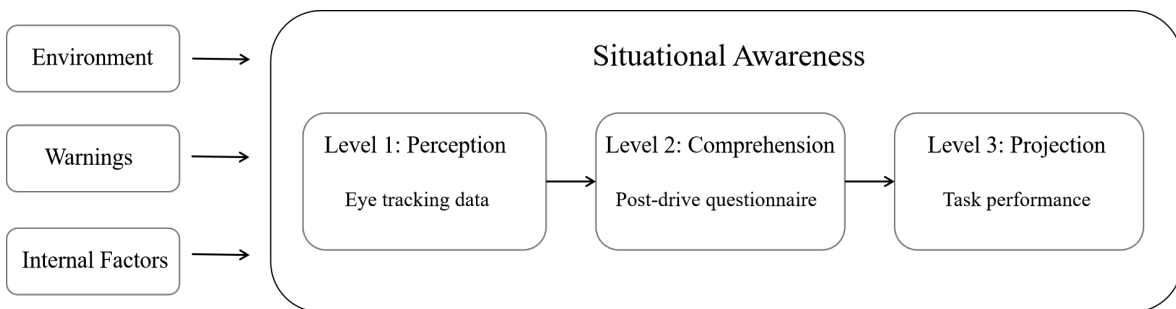 Environment
Warnings
Internal Factors
Situational Awareness
Level 1: Perception
Eye tracking data
Level 2: Comprehension
Post-drive questionnaire
Level 3: Projection
Task performance